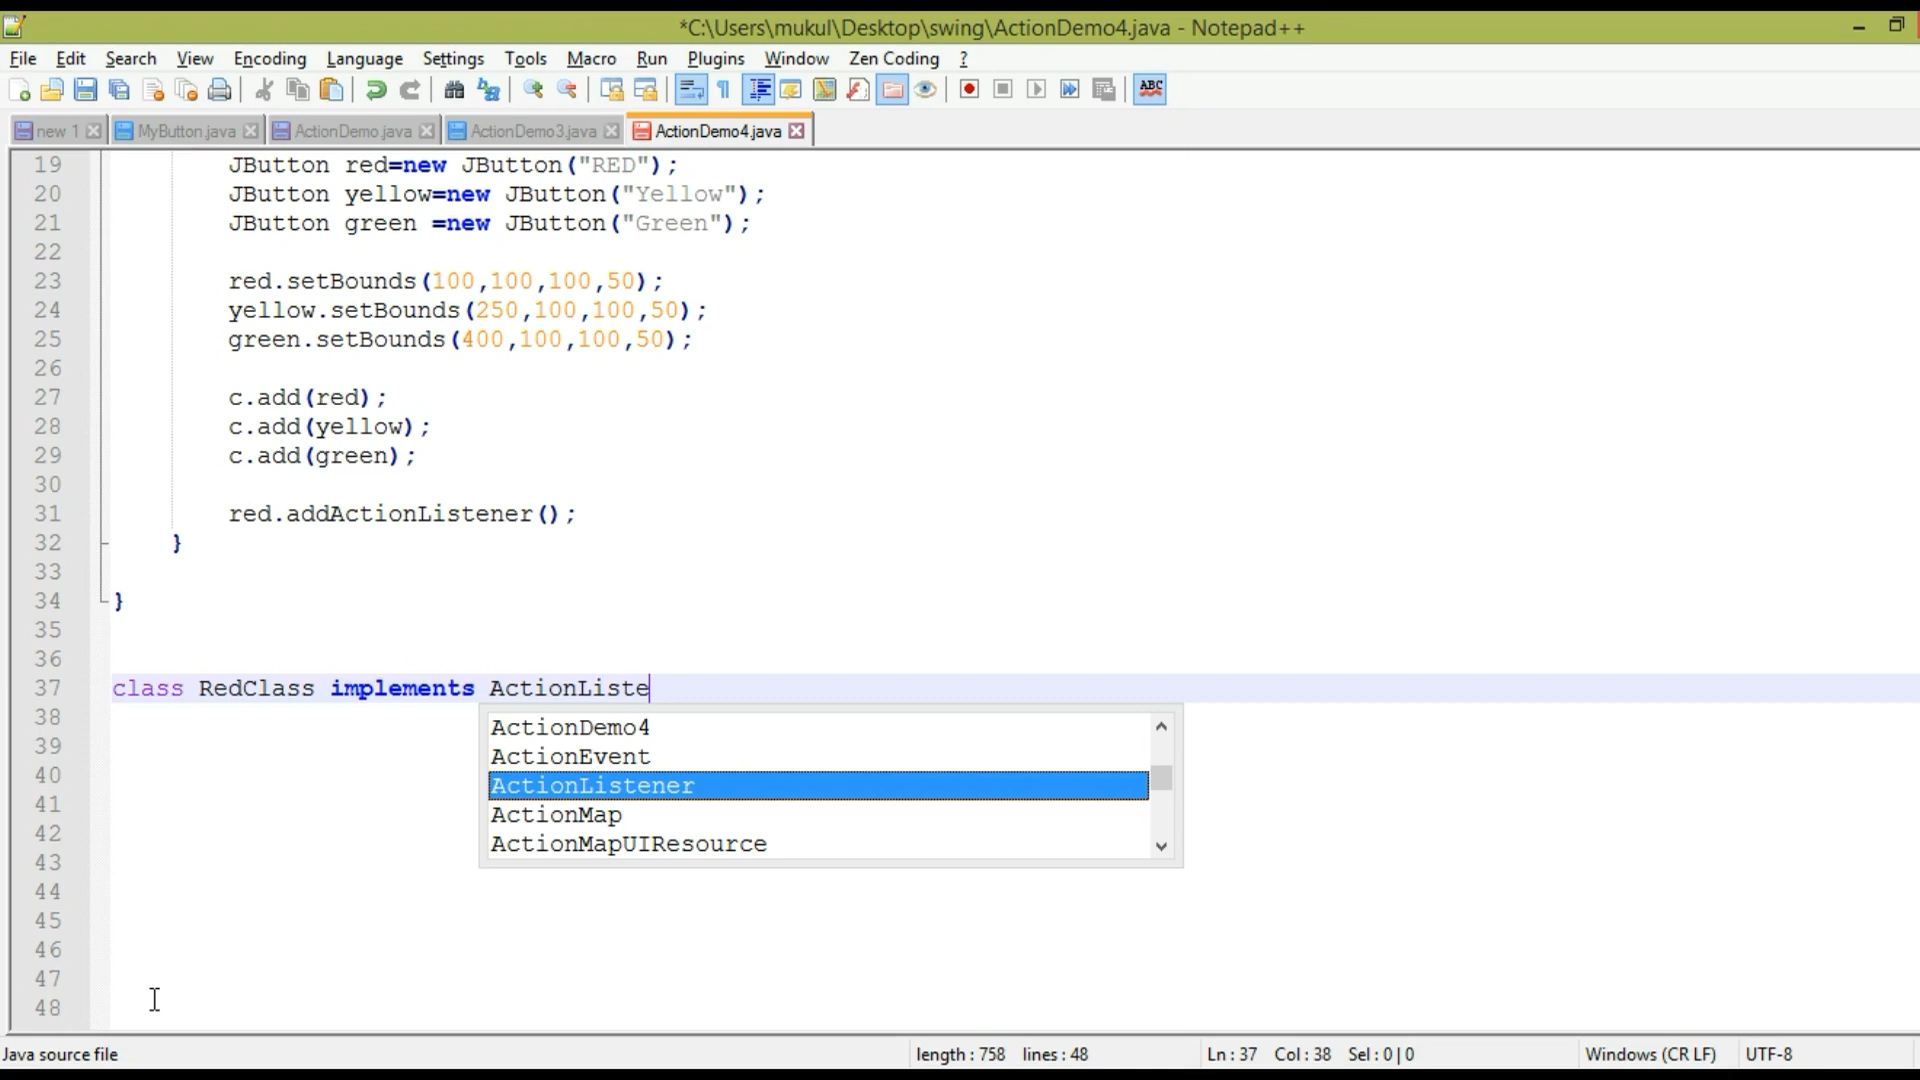 *C:\Users\mukul\Desktop\swing\ActionDemo4.java - Notepad++
File Edit Search View Encoding Language Settings Tools Macro Run Plugins Window Zen Coding ?
ABC
new 1 MyButton.java ActionDemo.java ActionDemo3.java ActionDemo4.java
19 JButton red=new JButton("RED");
20 JButton yellow=new JButton("Yellow");
21 JButton green =new JButton("Green");
22
23 red.setBounds(100,100,100,50);
24 yellow.setBounds(250,100,100,50);
25 green.setBounds(400,100,100,50);
26
27 c.add(red);
28 c.add(yellow);
29 c.add(green);
30
31 red.addActionListener();
32 }
33
34 }
35
36
37 class RedClass implements ActionListe
38 ActionDemo4
39 ActionEvent
40 ActionListener
41 ActionMap
42 ActionMapUIResource
43
44
45
46
47
48
Java source file length : 758 lines : 48 Ln : 37 Col : 38 Sel : 0 | 0 Windows (CR LF) UTF-8